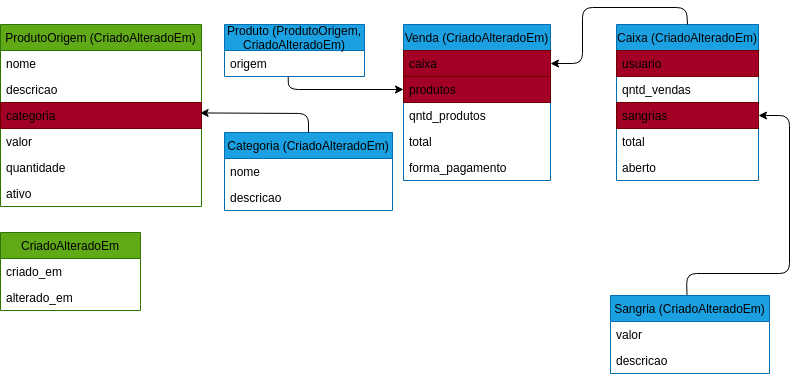 ProdutoOrigem (CriadoAlteradoEm)
nome
descricao
categoria
valor
quantidade
ativo
CriadoAlteradoEm
criado_em
alterado_em
Produto (ProdutoOrigem,
CriadoAlteradoEm)
origem
Categoria (CriadoAlteradoEm)
nome
descricao
Venda (CriadoAlteradoEm)
caixa
produtos
qntd_produtos
total
forma_pagamento
Caixa (CriadoAlteradoEm)
usuario
qntd_vendas
sangrias
total
aberto
Sangria (CriadoAlteradoEm)
valor
descricao